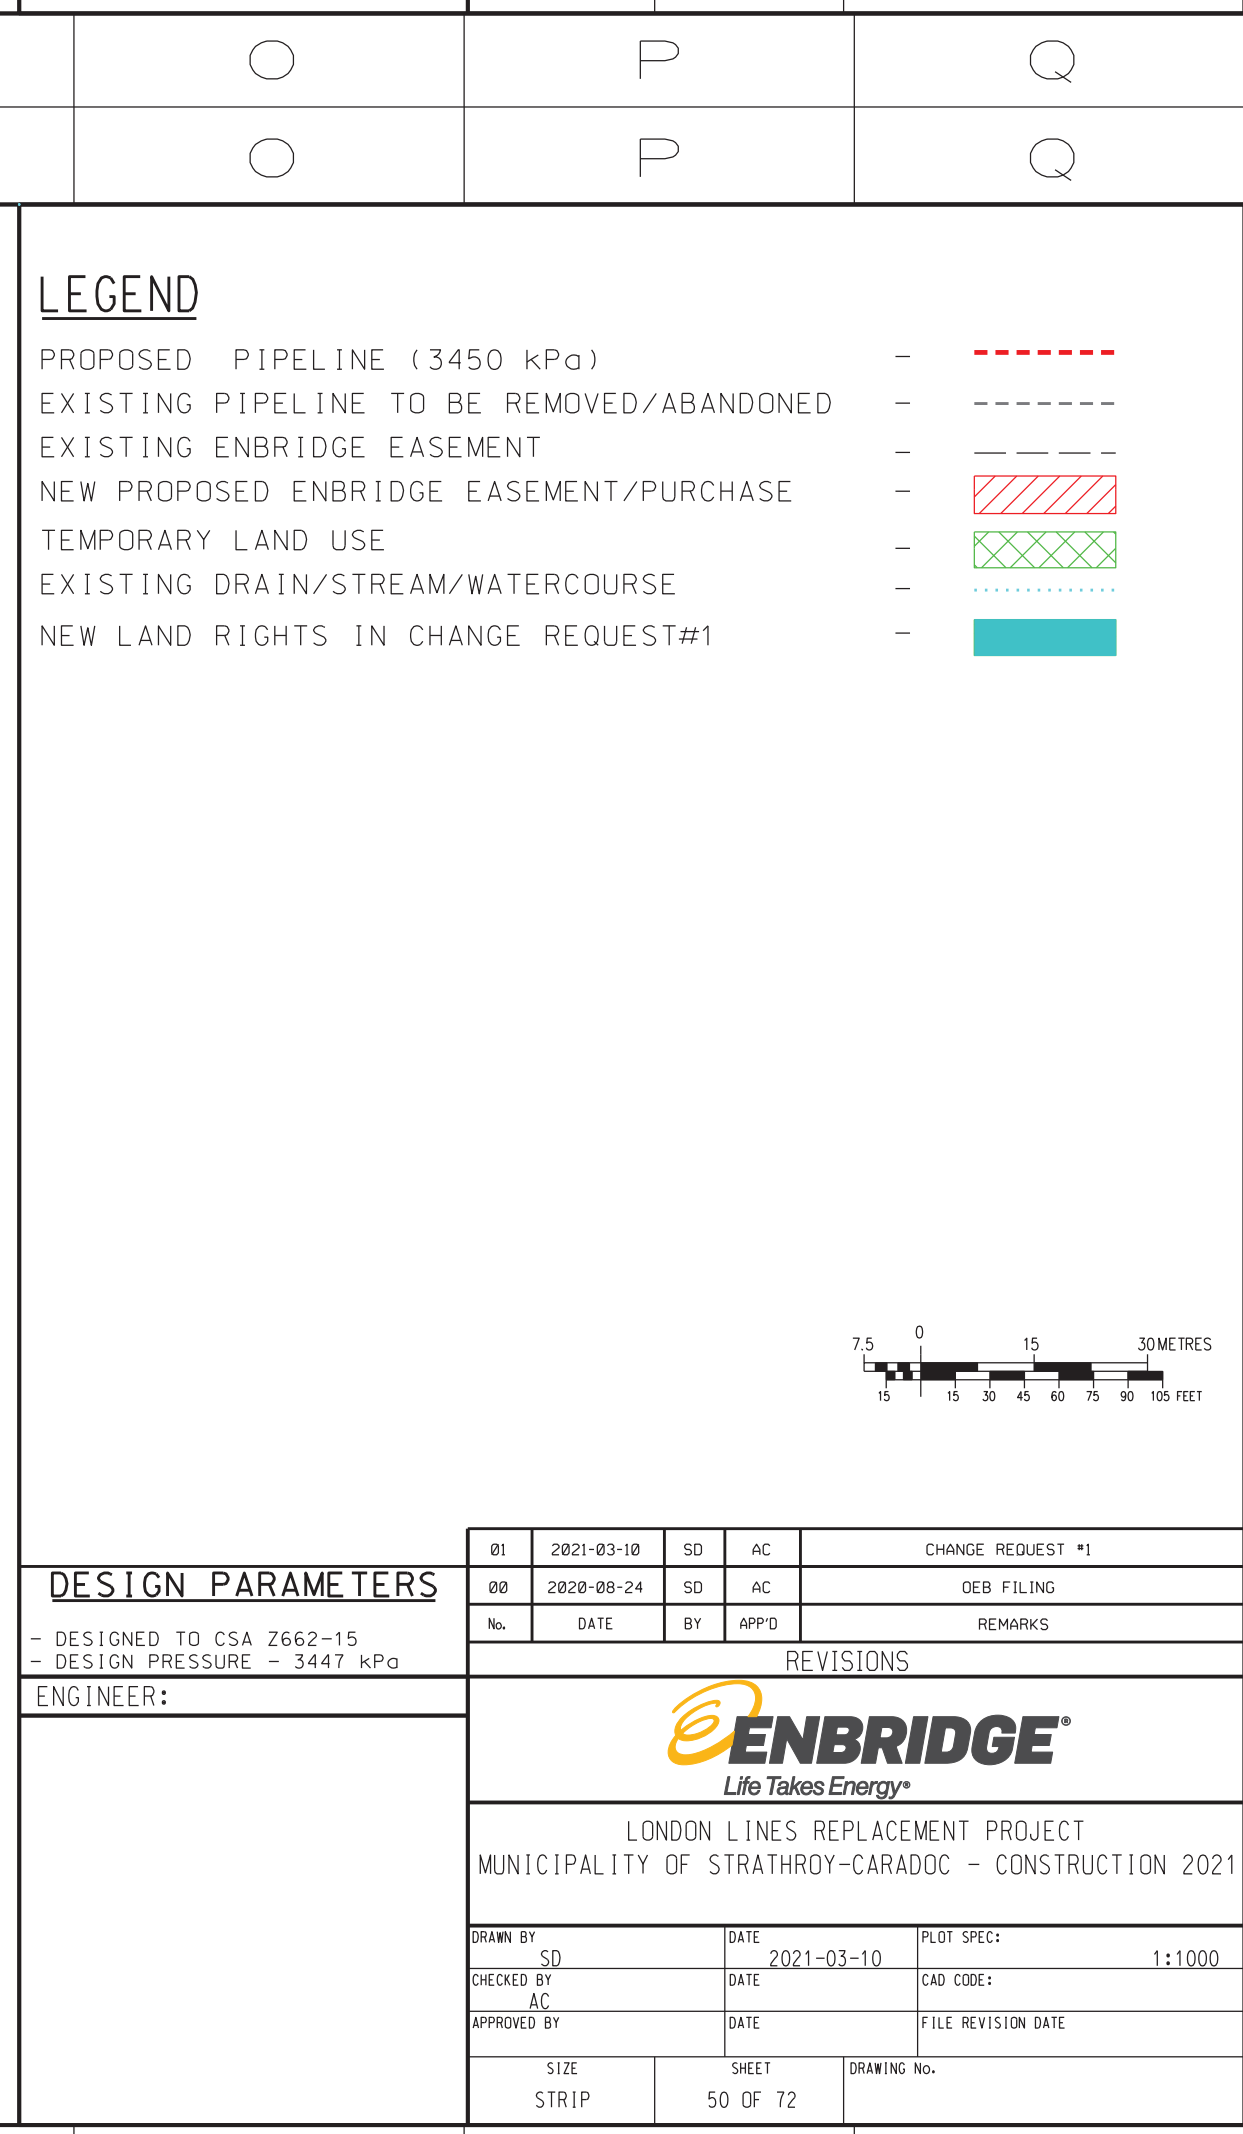 O P Q
O P Q
LEGEND
PROPOSED PIPELINE (3450 kPa) -
EXISTING PIPELINE TO BE REMOVED/ABANDONED -
EXISTING ENBRIDGE EASEMENT -
NEW PROPOSED ENBRIDGE EASEMENT/PURCHASE -
TEMPORARY LAND USE -
EXISTING DRAIN/STREAM/WATERCOURSE -
NEW LAND RIGHTS IN CHANGE REQUEST#1 -
7.5 0 15 30 METRES
15 15 30 45 60 75 90 105 FEET
01 2021-03-10 SD AC CHANGE REQUEST #1
00 2020-08-24 SD AC OEB FILING
No. DATE BY APP'D REMARKS
REVISIONS
DESIGN PARAMETERS
- DESIGNED TO CSA Z662-15
- DESIGN PRESSURE - 3447 kPa
ENGINEER:
ENBRIDGE®
Life Takes Energy®
LONDON LINES REPLACEMENT PROJECT
MUNICIPALITY OF STRATHROY-CARADOC - CONSTRUCTION 2021
DRAWN BY DATE PLOT SPEC:
SD 2021-03-10 1:1000
CHECKED BY DATE CAD CODE:
AC
APPROVED BY DATE FILE REVISION DATE
SIZE SHEET DRAWING No.
STRIP 50 OF 72